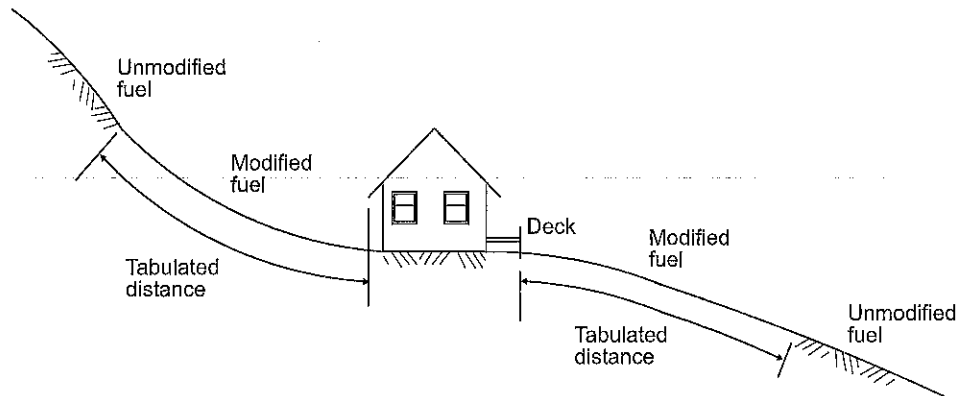 Unmodified
fuel
Modified
fuel
Deck
Modified
fuel
Tabulated
distance
Unmodified
fuel
Tabulated
distance